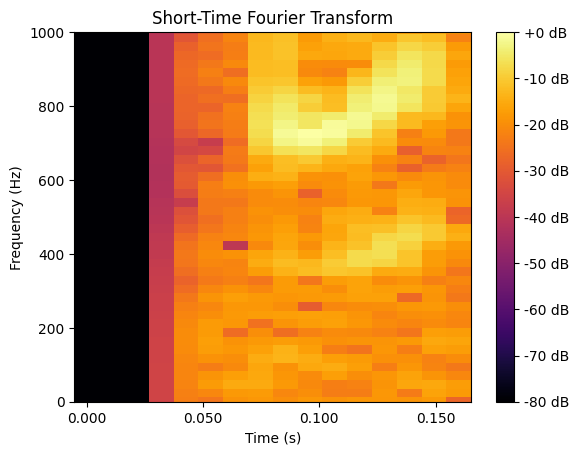 Short-Time Fourier Transform
1000
800
600
400
200
0
Frequency (Hz)
0.000
0.050
0.100
0.150
Time (s)
+0 dB
-10 dB
-20 dB
-30 dB
-40 dB
-50 dB
-60 dB
-70 dB
-80 dB